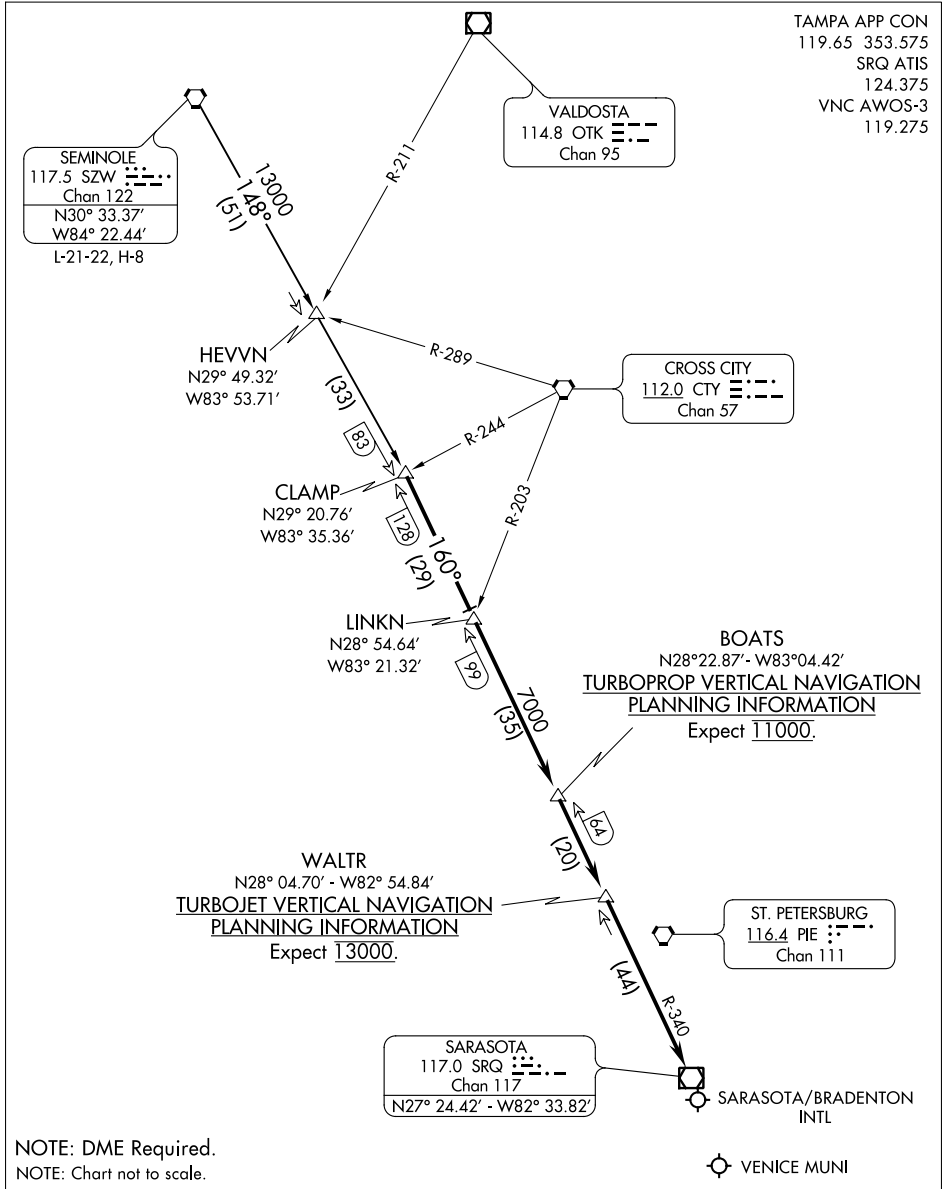 TAMPA APP CON
119.65 353.575
SRQ ATIS
124.375
VNC AWOS-3
119.275
VALDOSTA
114.8 OTK
Chan 95
SEMINOLE
117.5 SZW
Chan 122
N30° 33.37'
W84° 22.44'
L-21-22, H-8
13000
148°
(51)
R-211
HEVVN
N29° 49.32'
W83° 53.71'
R-289
CROSS CITY
112.0 CTY
Chan 57
(33)
83
R-244
CLAMP
N29° 20.76'
W83° 35.36'
128
160°
(29)
R-203
LINKN
N28° 54.64'
W83° 21.32'
99
7000
(35)
BOATS
N28°22.87'- W83°04.42'
TURBOPROP VERTICAL NAVIGATION
PLANNING INFORMATION
Expect 11000.
64
(20)
WALTR
N28° 04.70' - W82° 54.84'
TURBOJET VERTICAL NAVIGATION
PLANNING INFORMATION
Expect 13000.
ST. PETERSBURG
116.4 PIE
Chan 111
(44)
R-340
SARASOTA
117.0 SRQ
Chan 117
N27° 24.42' - W82° 33.82'
SARASOTA/BRADENTON
INTL
VENICE MUNI
NOTE: DME Required.
NOTE: Chart not to scale.